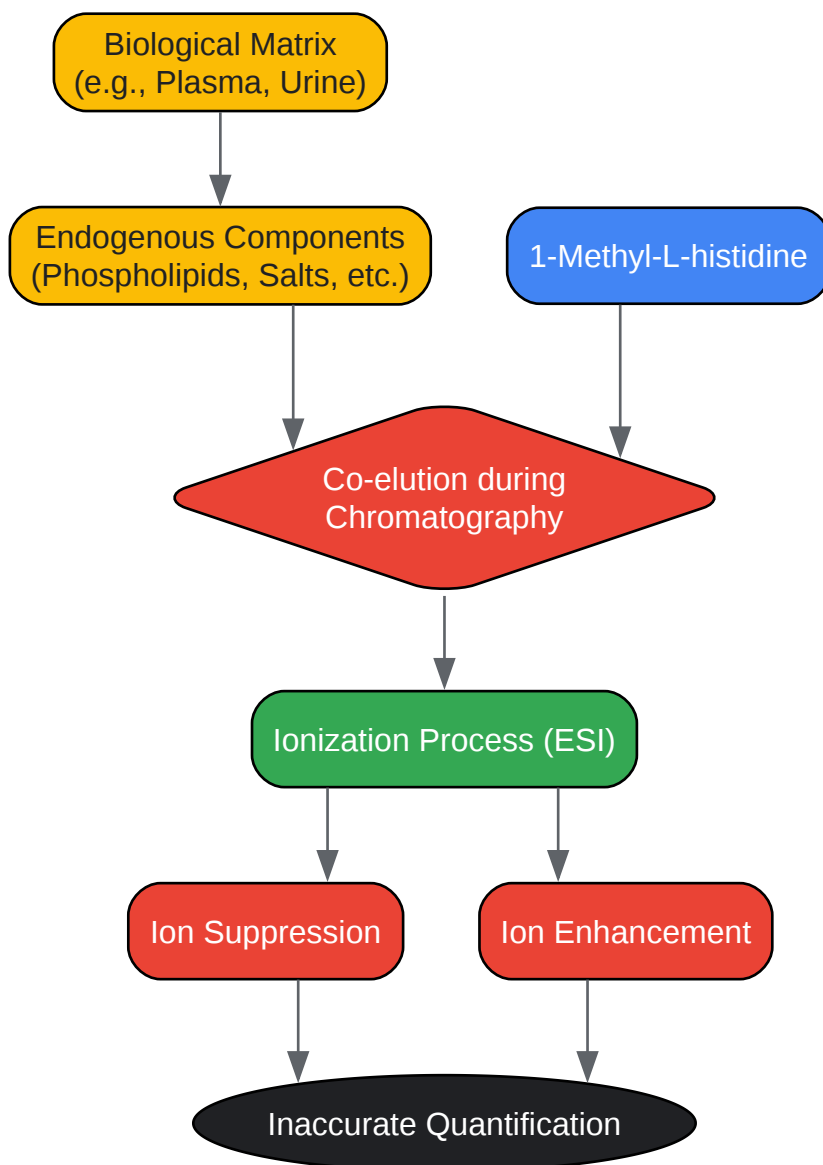 Biological Matrix
(e.g., Plasma, Urine)
Endogenous Components
(Phospholipids, Salts, etc.)
1-Methyl-L-histidine
Co-elution during
Chromatography
Ionization Process (ESI)
Ion Suppression
Ion Enhancement
Inaccurate Quantification